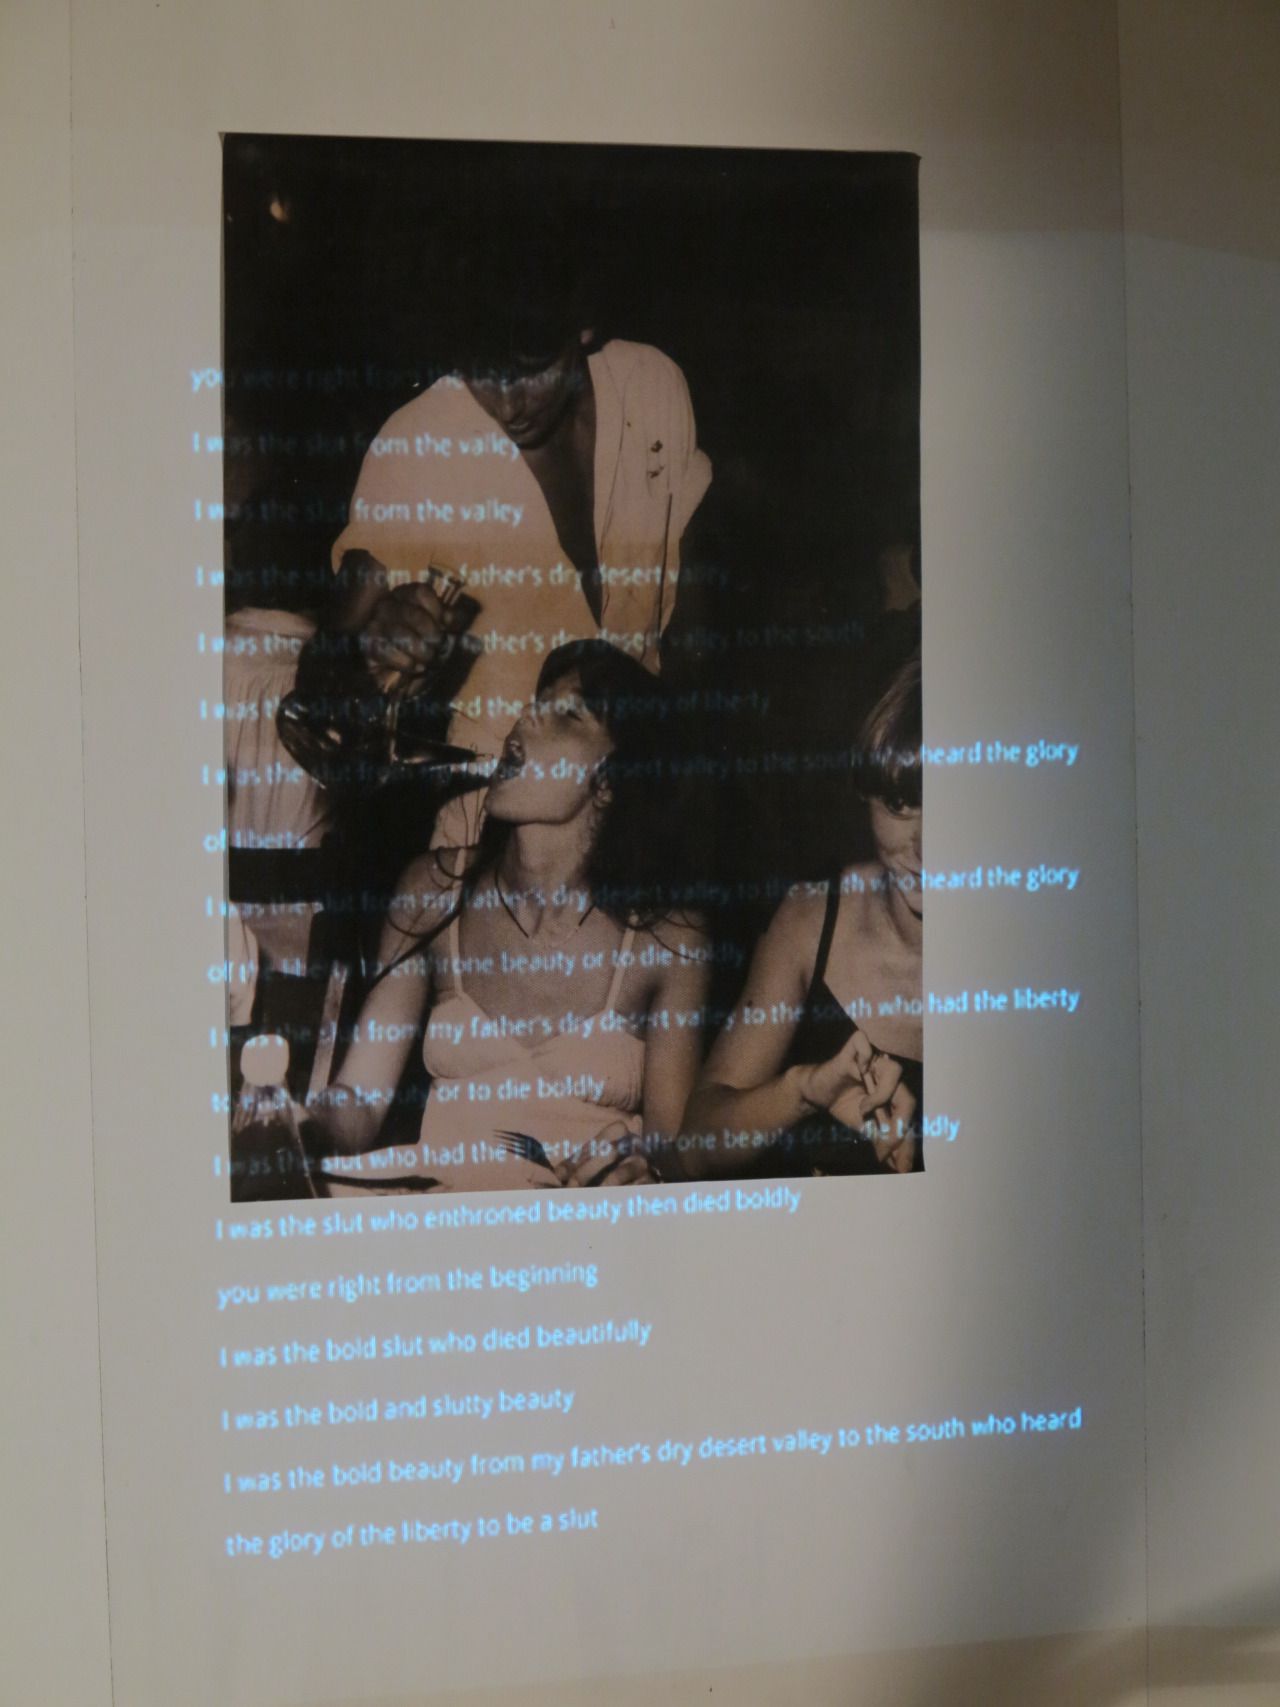 you were right from the beginning
I was the slut from the valley
I was the slut from the valley
I was the slut from my father's dry desert valley
I was the slut from my father's dry desert valley to the south
I was the slut who heard the broken glory of liberty
I was the slut from my father's dry desert valley to the south who heard the glory
of liberty
I was the slut from my father's dry desert valley to the south who heard the glory
of the liberty to enthrone beauty or to die boldly
I was the slut from my father's dry desert valley to the south who had the liberty
to enthrone beauty or to die boldly
I was the slut who had the liberty to enthrone beauty or to die boldly
I was the slut who enthroned beauty then died boldly
you were right from the beginning
I was the bold slut who died beautifully
I was the bold and slutty beauty
I was the bold beauty from my father's dry desert valley to the south who heard
the glory of the liberty to be a slut